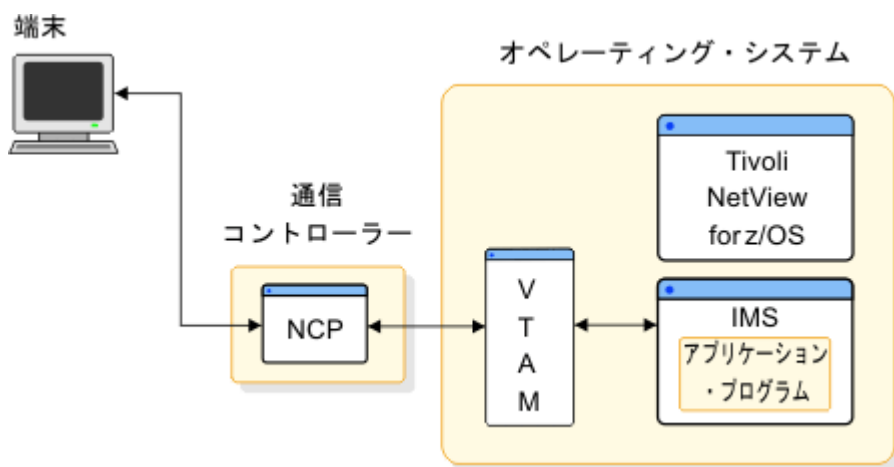 端末
オペレーティング・システム
通信
コントローラー
NCP
V
T
A
M
Tivoli
NetView
for z/OS
IMS
アプリケーション
・プログラム